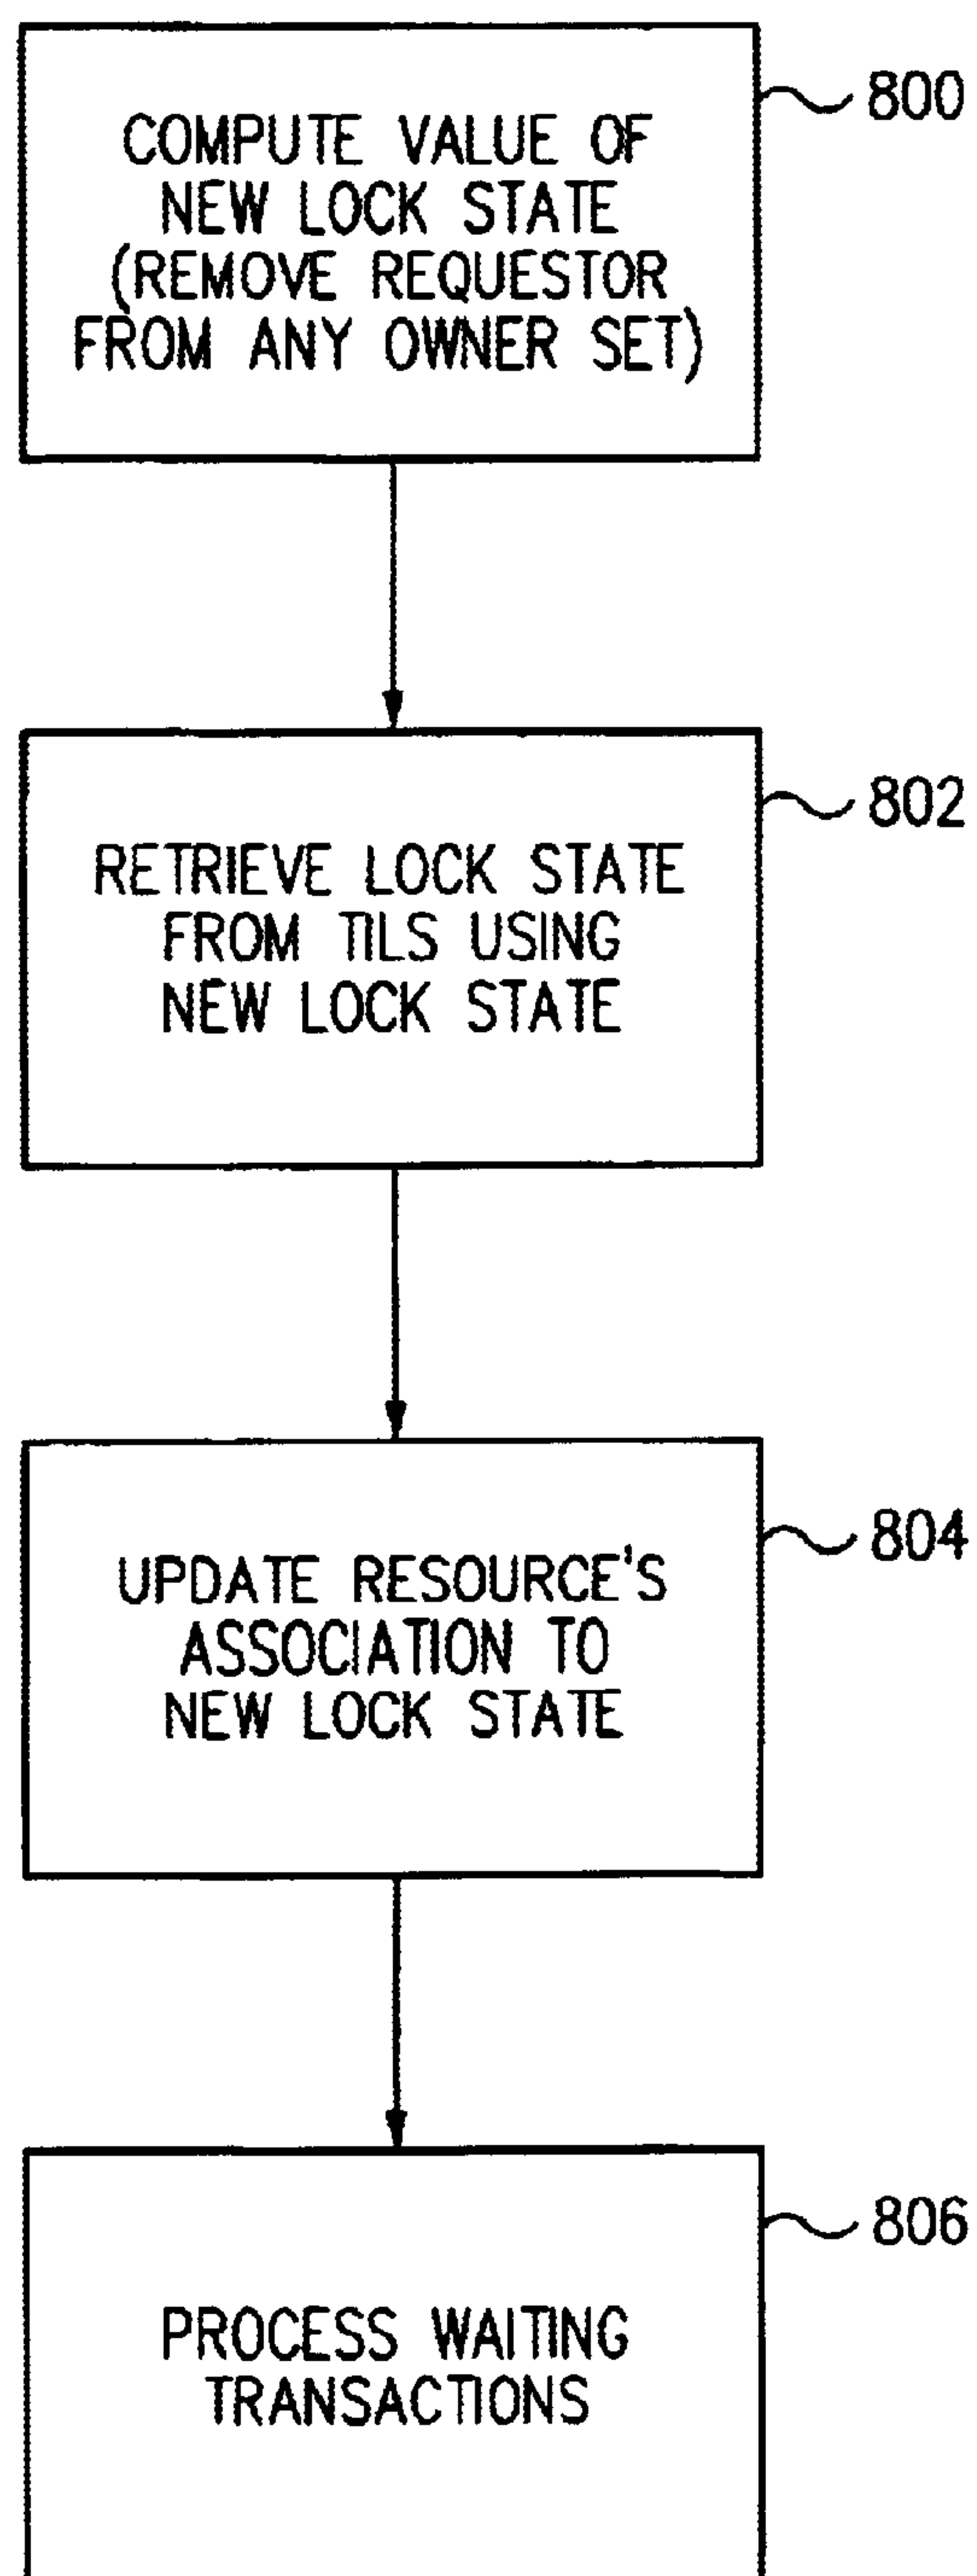 COMPUTE VALUE OF
NEW LOCK STATE
(REMOVE REQUESTOR
FROM ANY OWNER SET)
800
RETRIEVE LOCK STATE
FROM TILS USING
NEW LOCK STATE
802
UPDATE RESOURCE'S
ASSOCIATION TO
NEW LOCK STATE
804
PROCESS WAITING
TRANSACTIONS
806